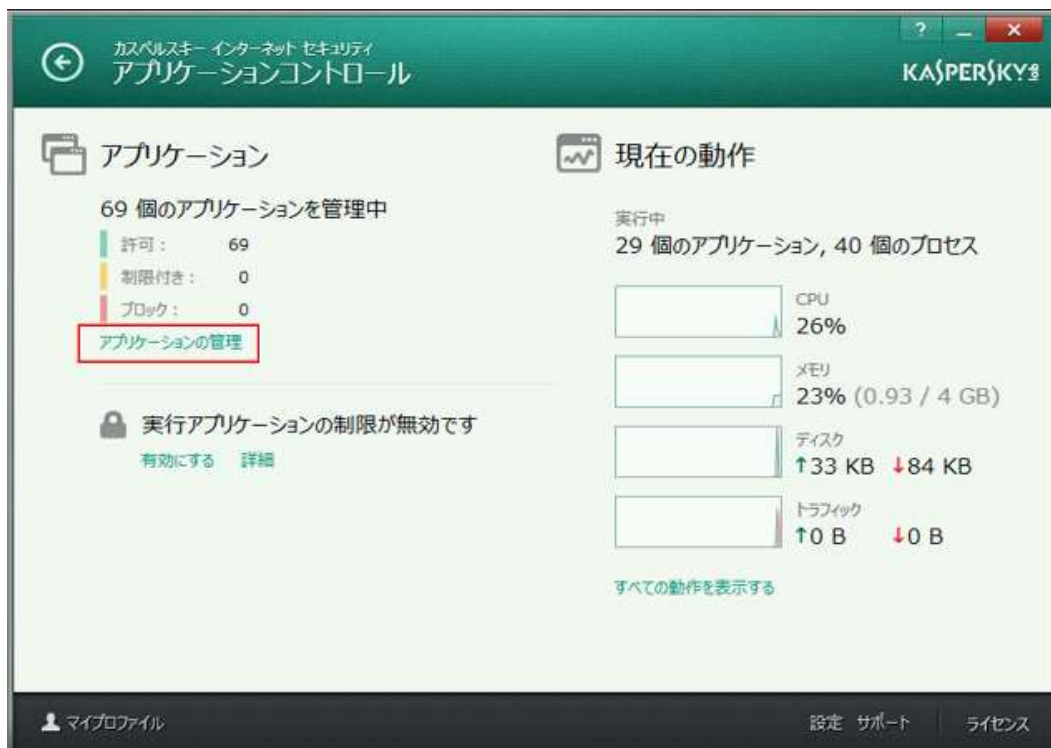 カスペルスキー インターネット セキュリティ
アプリケーションコントロール
? _ ×
KASPERSKY lab
アプリケーション
69 個のアプリケーションを管理中
許可： 69
制限付き： 0
ブロック： 0
アプリケーションの管理
実行アプリケーションの制限が無効です
有効にする 詳細
現在の動作
実行中
29 個のアプリケーション, 40 個のプロセス
CPU
26%
メモリ
23% (0.93 / 4 GB)
ディスク
↑33 KB ↓84 KB
トラフィック
↑0 B ↓0 B
すべての動作を表示する
マイプロファイル
設定 サポート ライセンス